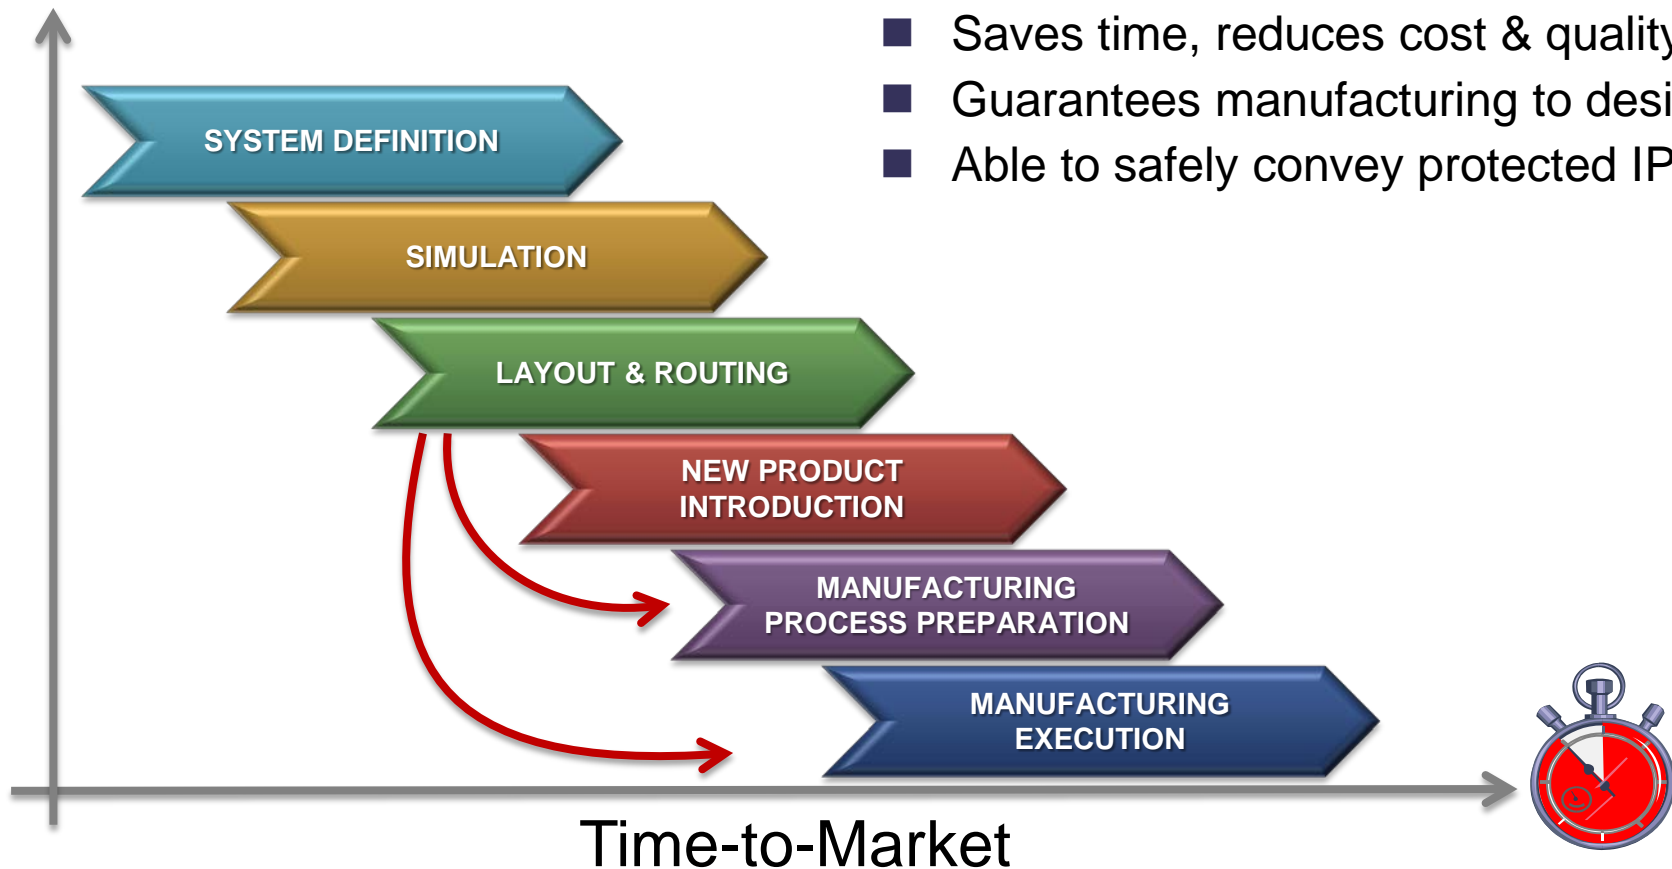 Saves time, reduces cost & quality
Guarantees manufacturing to desi
Able to safely convey protected IP
SYSTEM DEFINITION
SIMULATION
LAYOUT & ROUTING
NEW PRODUCT
INTRODUCTION
MANUFACTURING
PROCESS PREPARATION
MANUFACTURING
EXECUTION
Time-to-Market